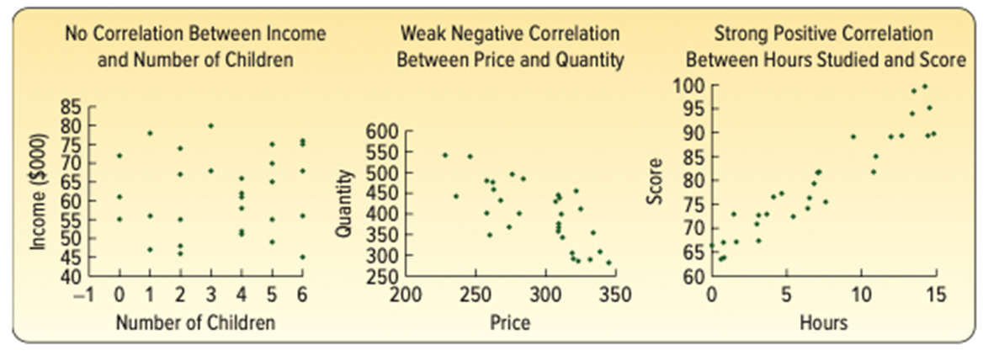 No Correlation Between Income
and Number of Children
Income ($000)
85
80
75
70
65
60
55
50
45
40
–1 0 1 2 3 4 5 6
Number of Children
Weak Negative Correlation
Between Price and Quantity
Quantity
600
550
500
450
400
350
300
250
200 250 300 350
Price
Strong Positive Correlation
Between Hours Studied and Score
Score
100
95
90
85
80
75
70
65
60
0 5 10 15
Hours